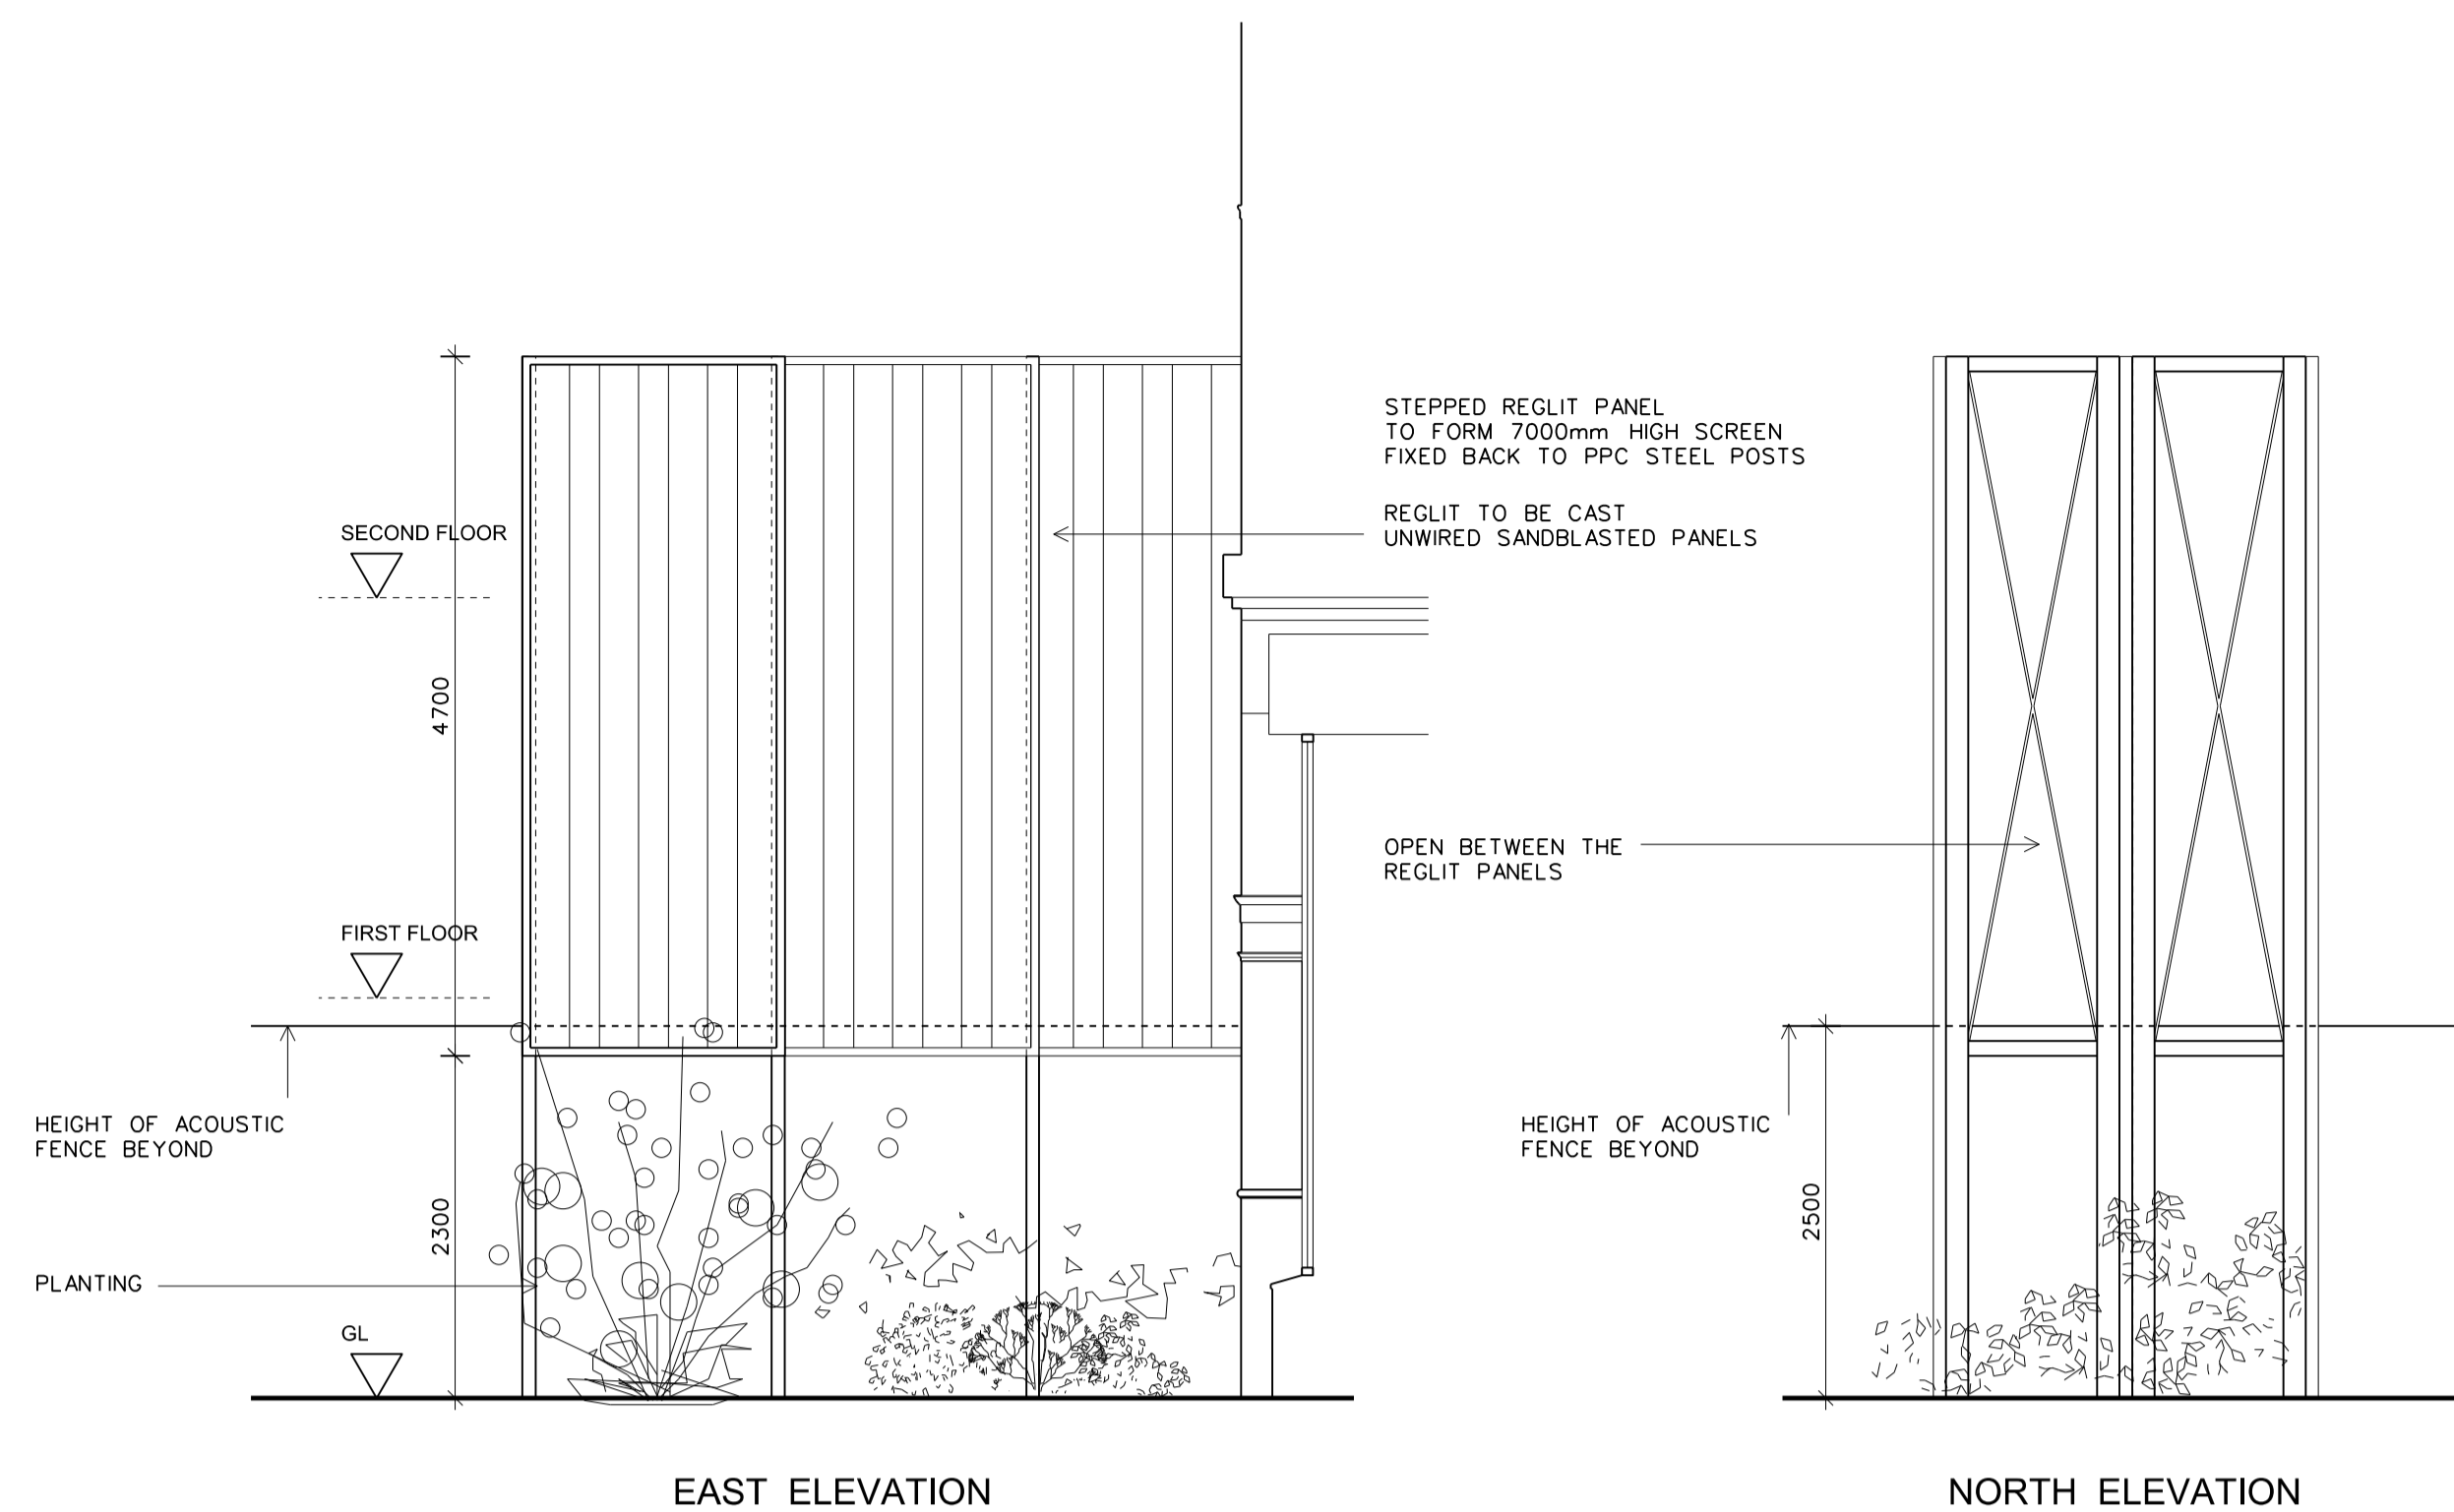 STEPPED REGLIT PANEL
TO FORM 7000mm HIGH SCREEN
FIXED BACK TO PPC STEEL POSTS
REGLIT TO BE CAST
UNWIRED SANDBLASTED PANELS
SECOND FLOOR
4700
OPEN BETWEEN THE
REGLIT PANELS
FIRST FLOOR
HEIGHT OF ACOUSTIC
FENCE BEYOND
HEIGHT OF ACOUSTIC
FENCE BEYOND
2300
2500
PLANTING
GL
EAST ELEVATION
NORTH ELEVATION